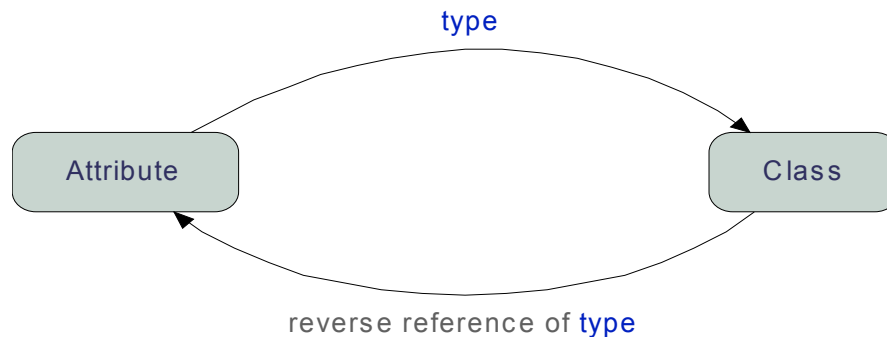 type
Attribute
Class
reverse reference of type